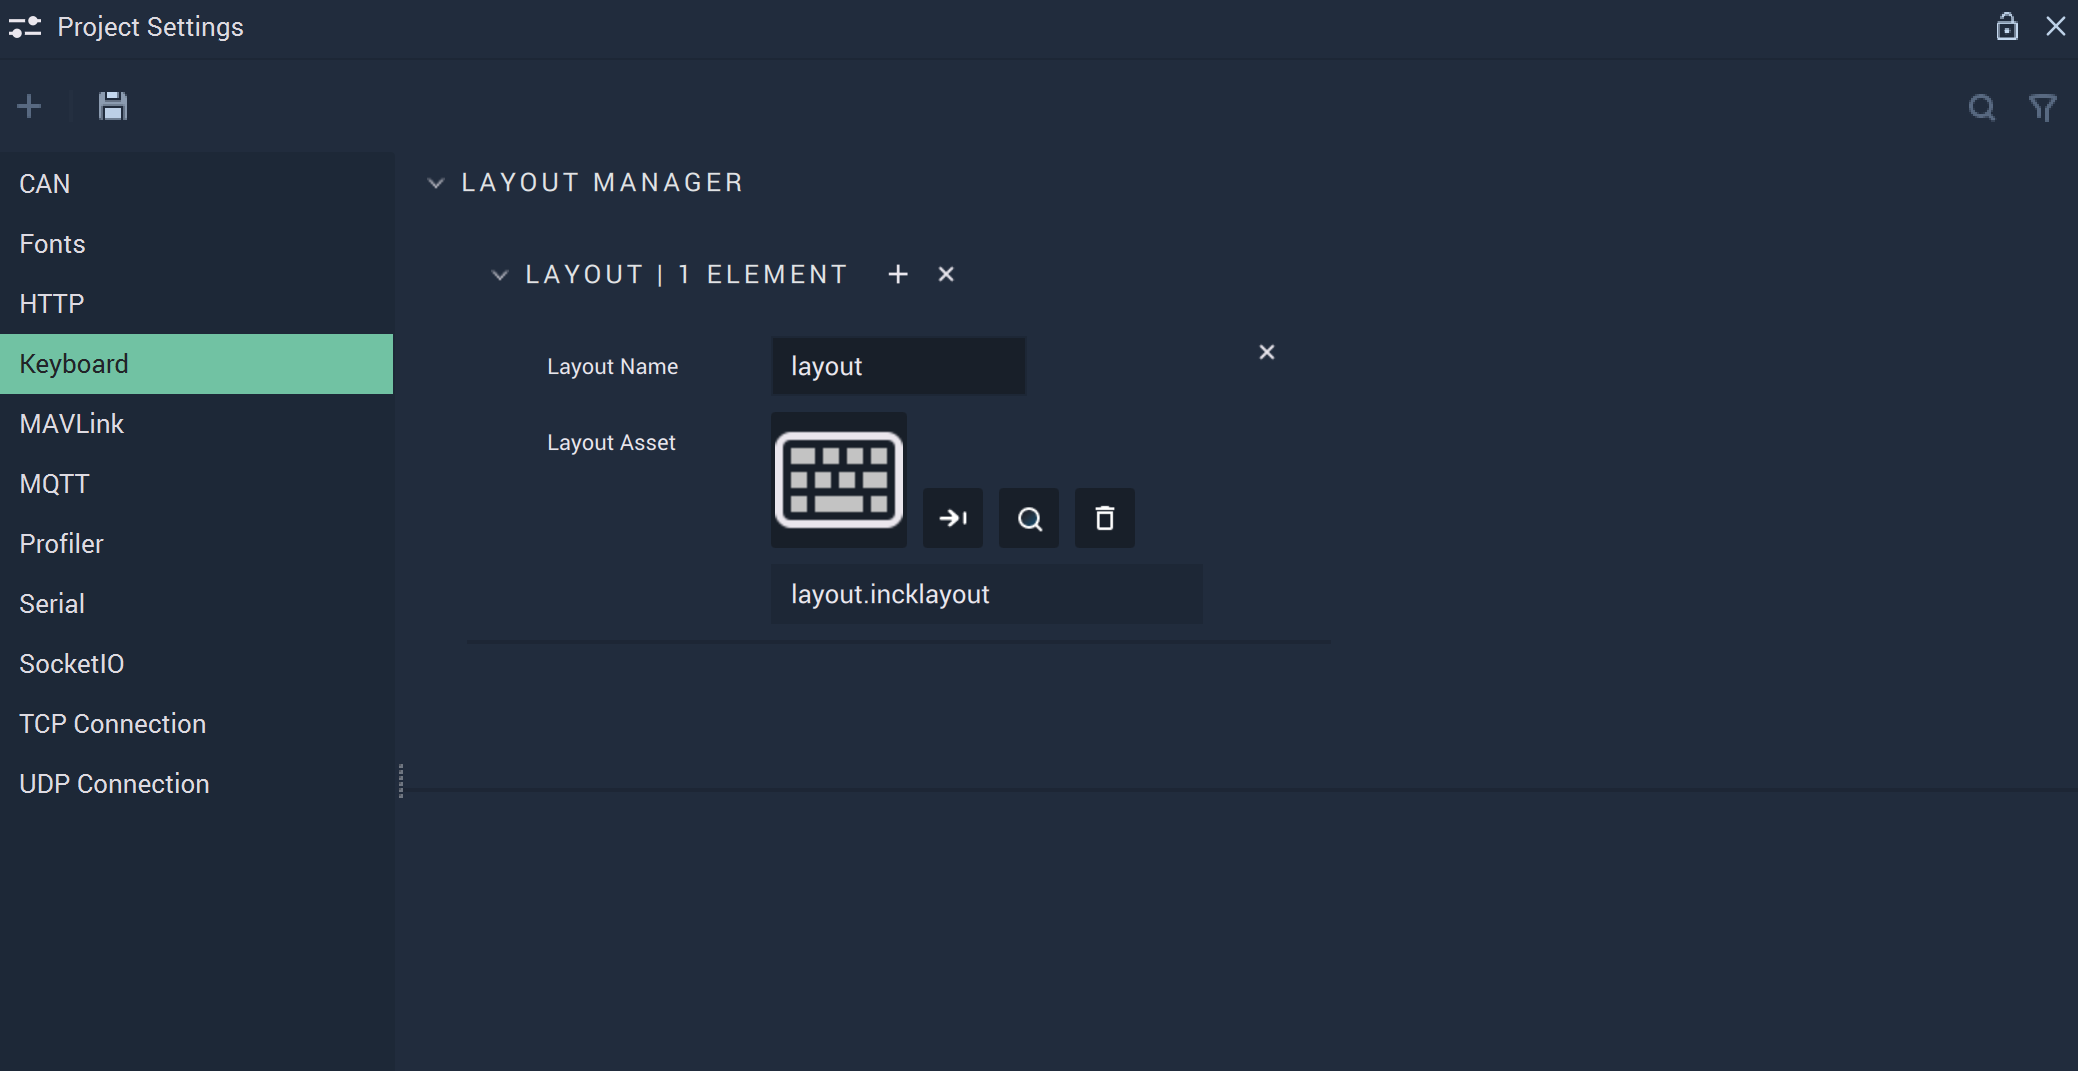 Project Settings
CAN
Fonts
HTTP
Keyboard
MAVLink
MQTT
Profiler
Serial
SocketIO
TCP Connection
UDP Connection
LAYOUT MANAGER
LAYOUT | 1 ELEMENT
Layout Name
layout
Layout Asset
layout.incklayout